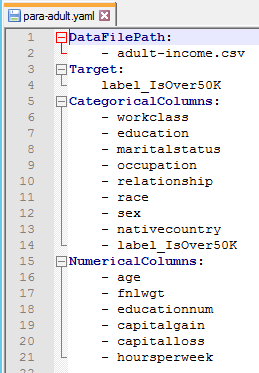 para-adult.yaml
1 DataFilePath:
2 - adult-income.csv
3 Target:
4 label_IsOver50K
5 CategoricalColumns:
6 - workclass
7 - education
8 - maritalstatus
9 - occupation
10 - relationship
11 - race
12 - sex
13 - nativecountry
14 - label_IsOver50K
15 NumericalColumns:
16 - age
17 - fnlwgt
18 - educationnum
19 - capitalgain
20 - capitalloss
21 - hoursperweek